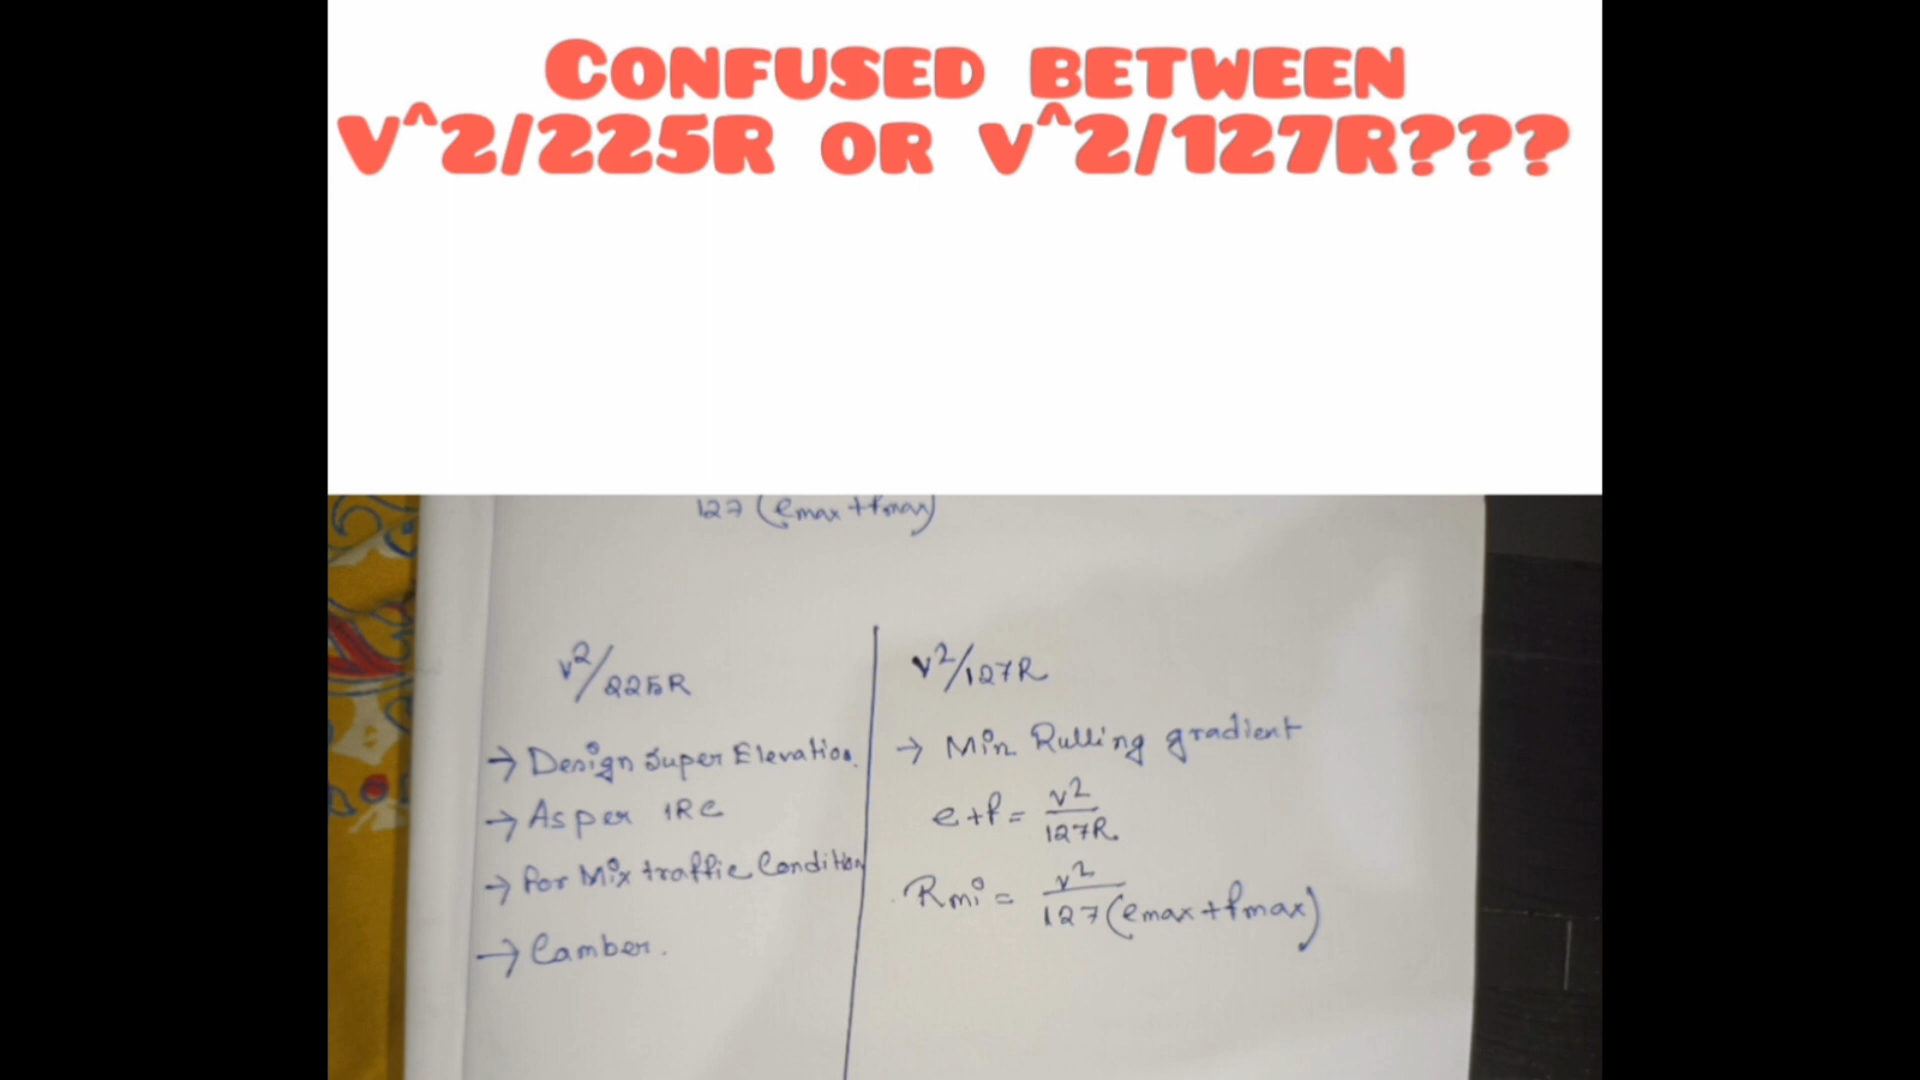 CONFUSED BETWEEN
V^2/225R OR V^2/127R???
127 (emax + fmax)
v²/225R
→ Design Super Elevation.
→ As per IRC
→ for Mix traffic Condition
→ Camber.
v²/127R
→ Min Rulling gradient
e+f = v²/127R.
Rmi = v²/127(emax+fmax)